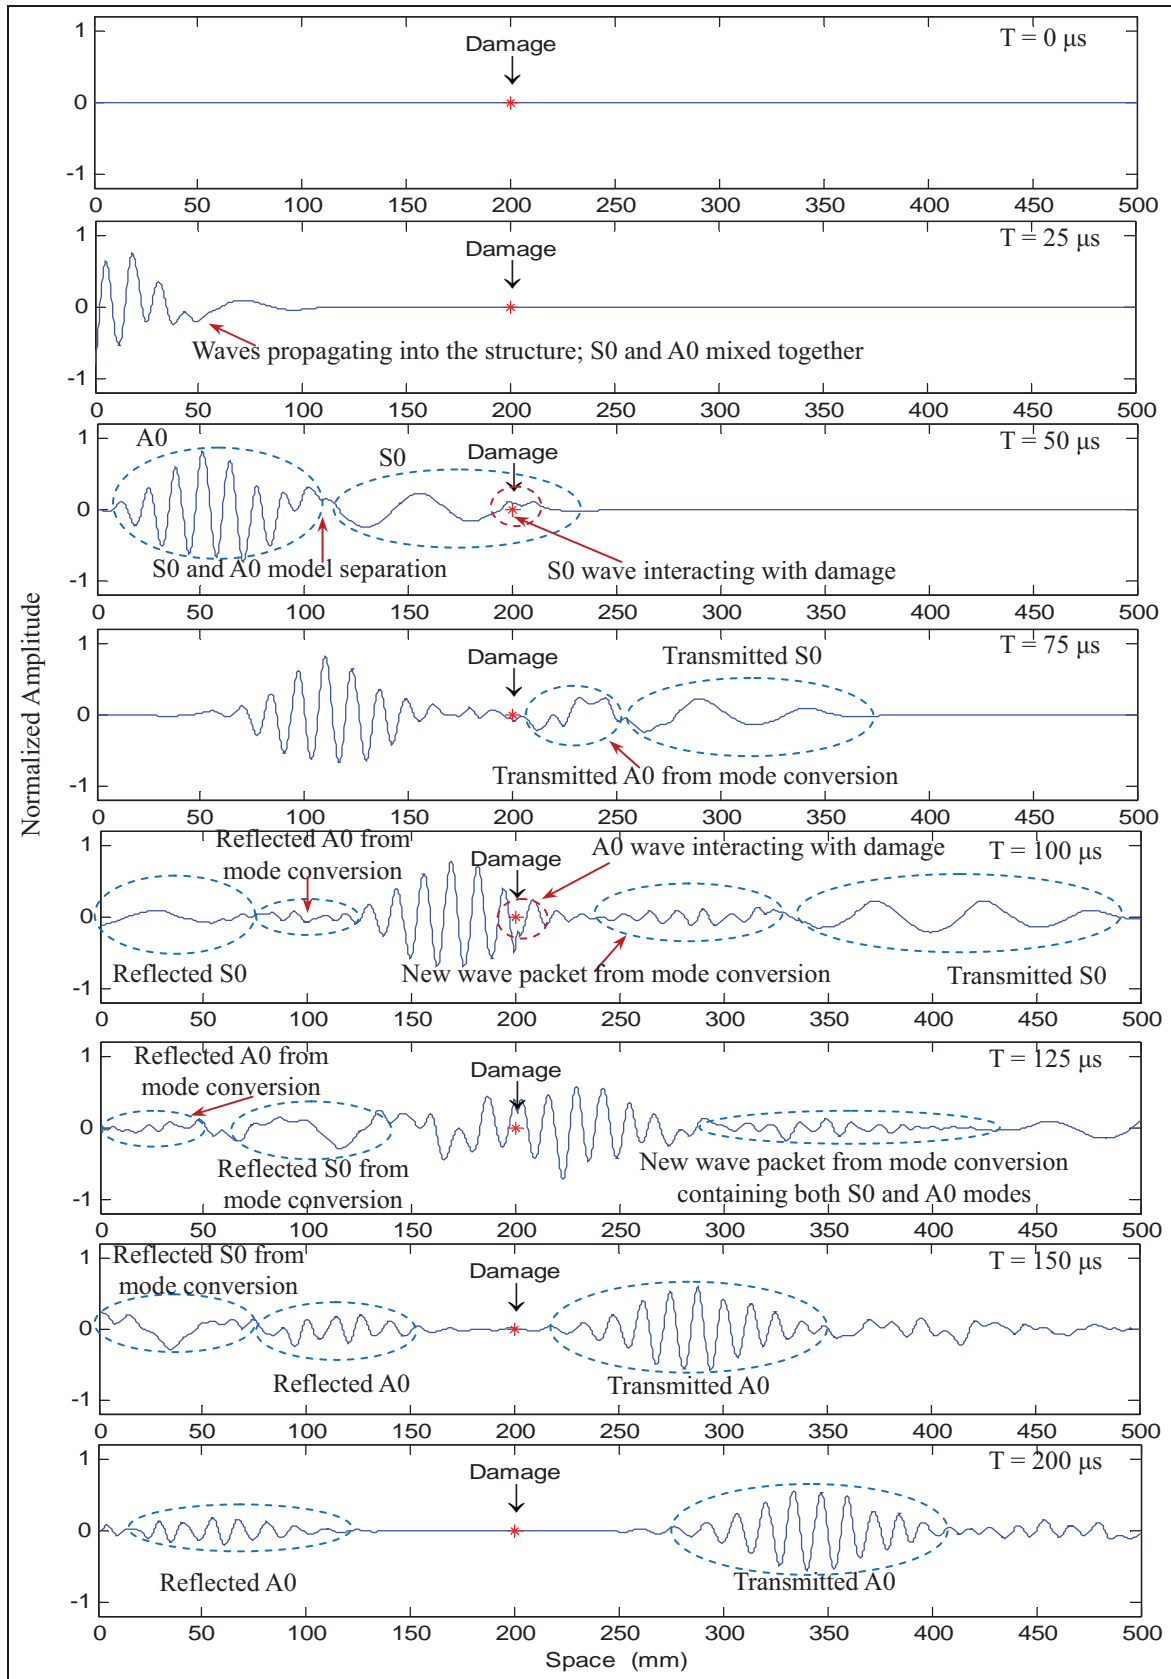 Normalized Amplitude
T = 0 µs
Damage
1
0
-1
0 50 100 150 200 250 300 350 400 450 500
T = 25 µs
Damage
1
0
-1
Waves propagating into the structure; S0 and A0 mixed together
0 50 100 150 200 250 300 350 400 450 500
T = 50 µs
A0
S0
Damage
1
0
-1
S0 and A0 model separation
S0 wave interacting with damage
0 50 100 150 200 250 300 350 400 450 500
T = 75 µs
Damage
Transmitted S0
1
0
-1
Transmitted A0 from mode conversion
0 50 100 150 200 250 300 350 400 450 500
T = 100 µs
Reflected A0 from
mode conversion
Damage
A0 wave interacting with damage
1
0
-1
Reflected S0
New wave packet from mode conversion
Transmitted S0
0 50 100 150 200 250 300 350 400 450 500
T = 125 µs
Reflected A0 from
mode conversion
Damage
1
0
-1
Reflected S0 from
mode conversion
New wave packet from mode conversion
containing both S0 and A0 modes
0 50 100 150 200 250 300 350 400 450 500
T = 150 µs
Reflected S0 from
mode conversion
Damage
1
0
-1
Reflected A0
Transmitted A0
0 50 100 150 200 250 300 350 400 450 500
T = 200 µs
Damage
1
0
-1
Reflected A0
Transmitted A0
0 50 100 150 200 250 300 350 400 450 500
Space (mm)